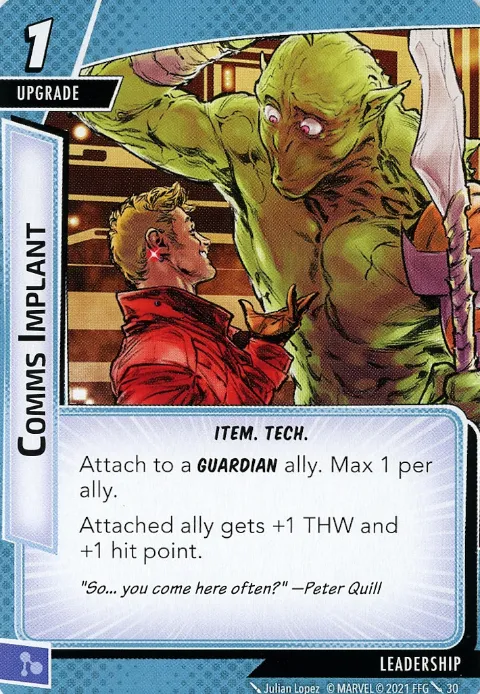 1
UPGRADE
COMMS IMPLANT
ITEM. TECH.
Attach to a GUARDIAN ally. Max 1 per
ally.
Attached ally gets +1 THW and
+1 hit point.
"So... you come here often?" —Peter Quill
LEADERSHIP
Julian Lopez © MARVEL © 2021 FFG 30